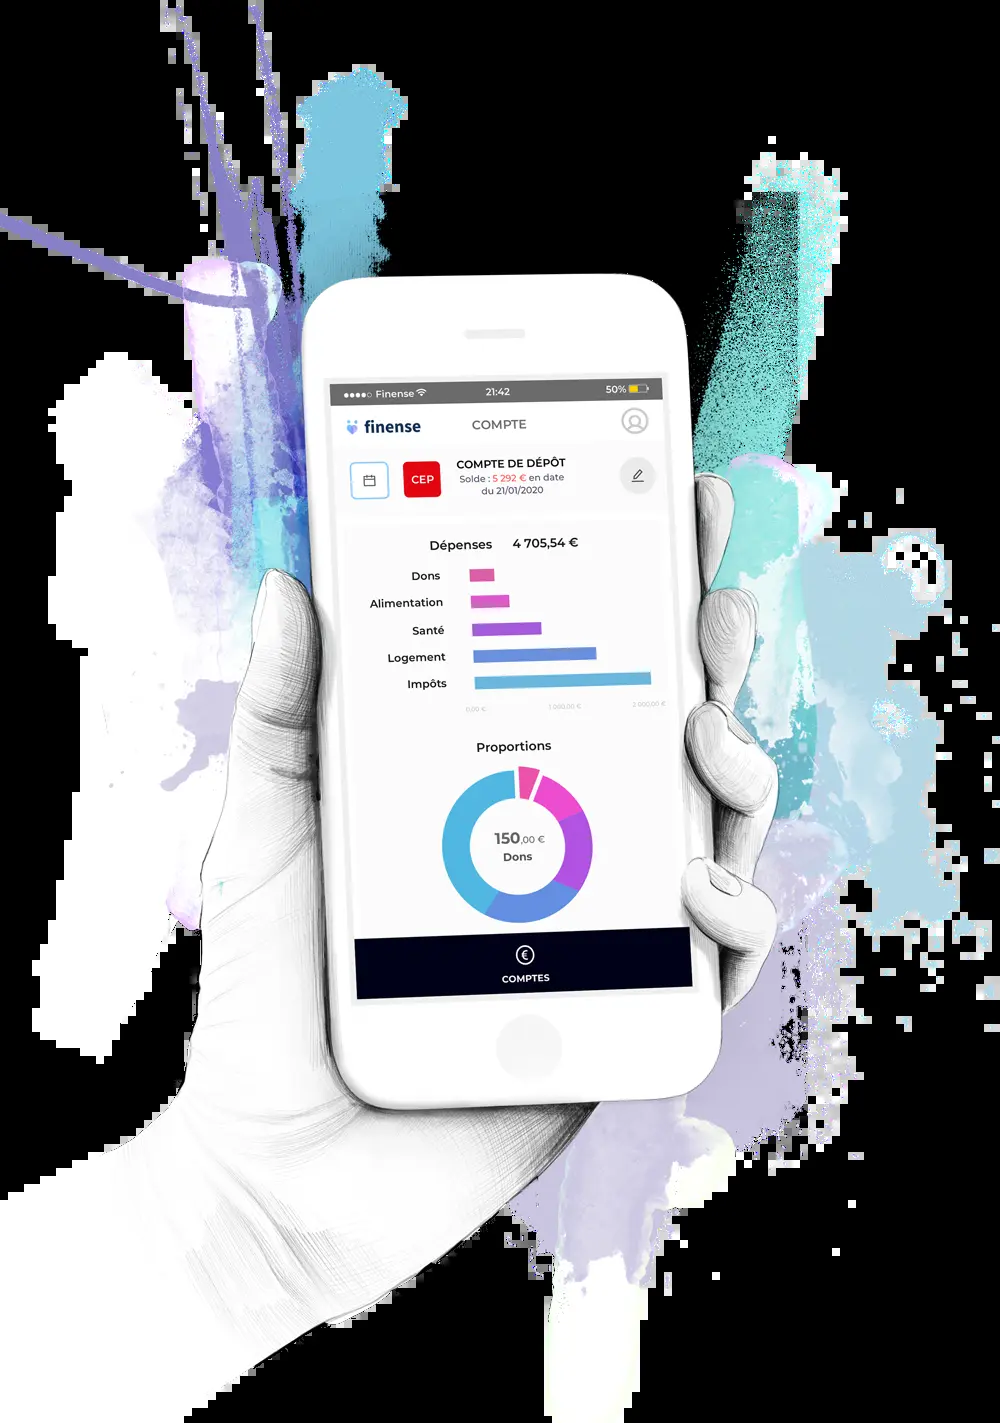 Finense 21:42 50%
finense COMPTE
CEP
COMPTE DE DÉPÔT
Solde : 5 292 € en date
du 21/01/2020
Dépenses 4 705,54 €
Dons
Alimentation
Santé
Logement
Impôts
0,00 € 1 000,00 € 2 000,00 €
Proportions
150,00 €
Dons
€
COMPTES